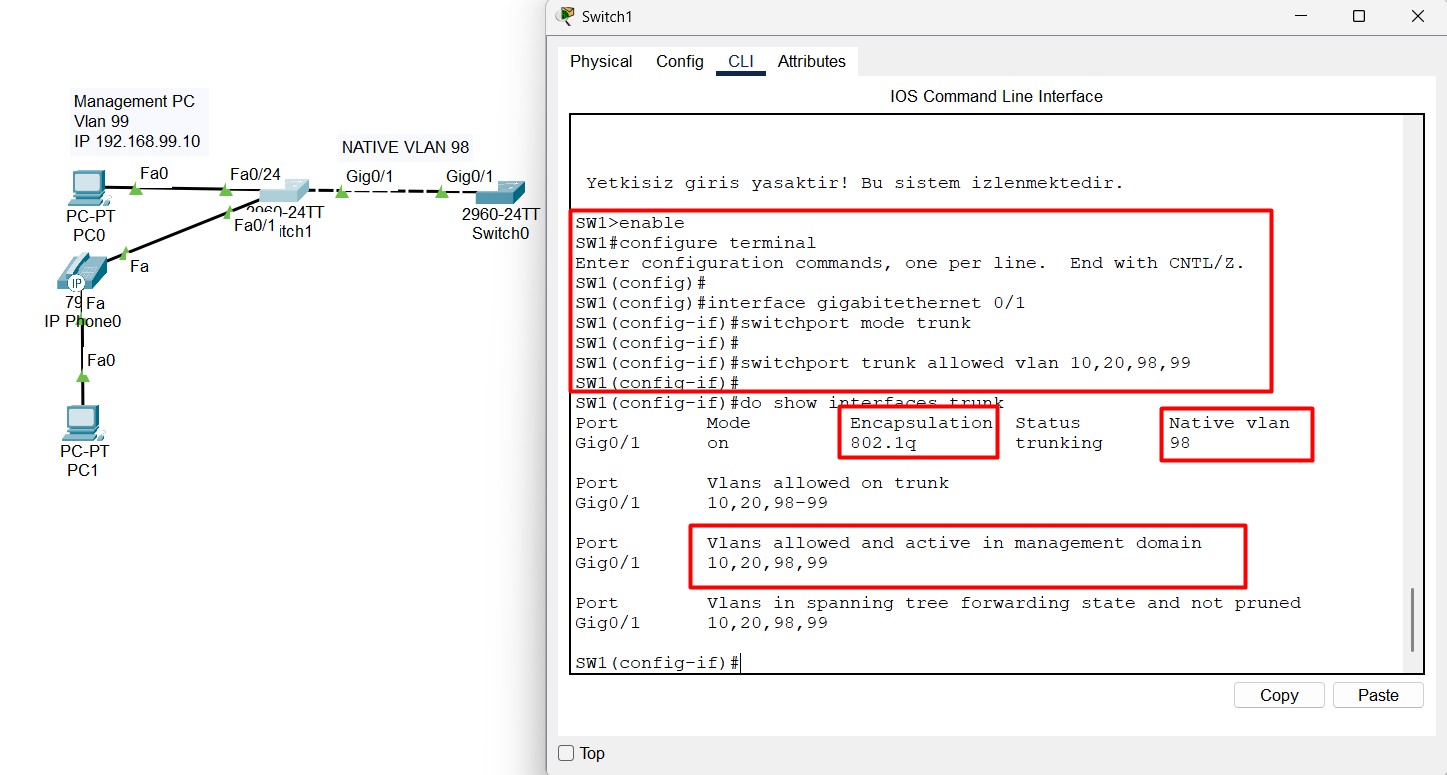 Management PC
Vlan 99
IP 192.168.99.10
NATIVE VLAN 98
Fa0
Fa0/24
Gig0/1
Gig0/1
PC-PT
PC0
2960-24TT
Fa0/1
itch1
2960-24TT
Switch0
Fa
IP
79
Fa
IP Phone0
Fa0
PC-PT
PC1
Switch1
Physical
Config
CLI
Attributes
IOS Command Line Interface
Yetkisiz giris yasaktir! Bu sistem izlenmektedir.
SW1>enable
SW1#configure terminal
Enter configuration commands, one per line.  End with CNTL/Z.
SW1(config)#
SW1(config)#interface gigabitethernet 0/1
SW1(config-if)#switchport mode trunk
SW1(config-if)#
SW1(config-if)#switchport trunk allowed vlan 10,20,98,99
SW1(config-if)#
SW1(config-if)#do show interfaces trunk
Port Mode Encapsulation Status Native vlan
Gig0/1 on 802.1q trunking 98
Port Vlans allowed on trunk
Gig0/1 10,20,98-99
Port Vlans allowed and active in management domain
Gig0/1 10,20,98,99
Port Vlans in spanning tree forwarding state and not pruned
Gig0/1 10,20,98,99
SW1(config-if)#
Copy
Paste
Top